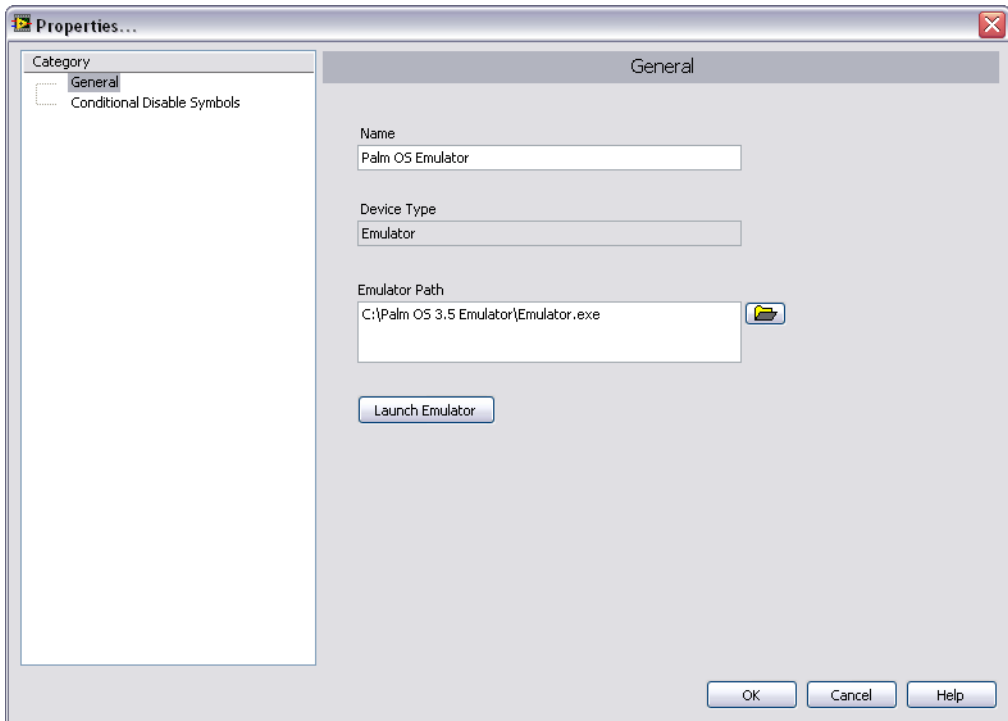 Properties...
Category
General
Conditional Disable Symbols
General
Name
Palm OS Emulator
Device Type
Emulator
Emulator Path
C:\Palm OS 3.5 Emulator\Emulator.exe
Launch Emulator
OK
Cancel
Help